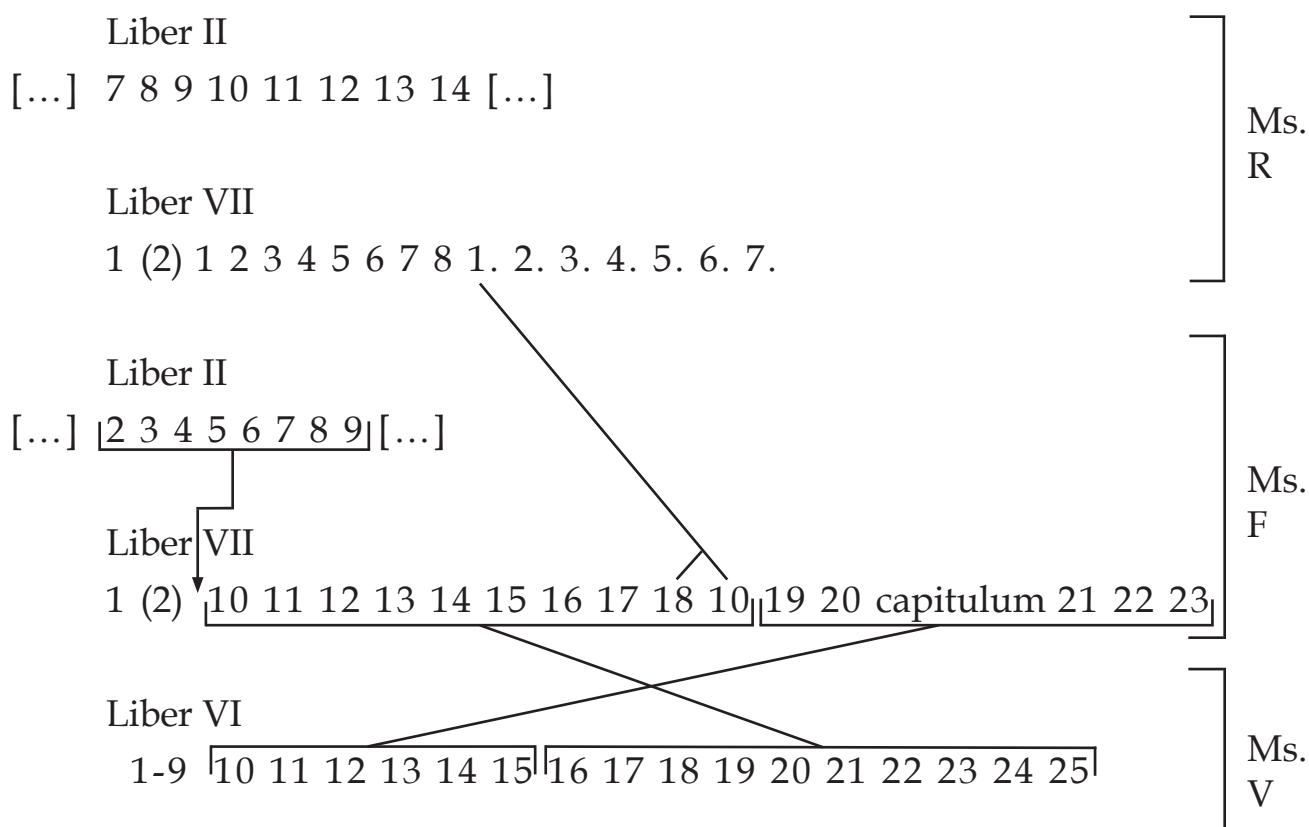 Liber II
[…] 7 8 9 10 11 12 13 14 […]
Ms.
R
Liber VII
1 (2) 1 2 3 4 5 6 7 8 1. 2. 3. 4. 5. 6. 7.
Liber II
[…] 2 3 4 5 6 7 8 9 […]
Ms.
F
Liber VII
1 (2) 10 11 12 13 14 15 16 17 18 10 19 20 capitulum 21 22 23
Liber VI
1-9 10 11 12 13 14 15 16 17 18 19 20 21 22 23 24 25
Ms.
V